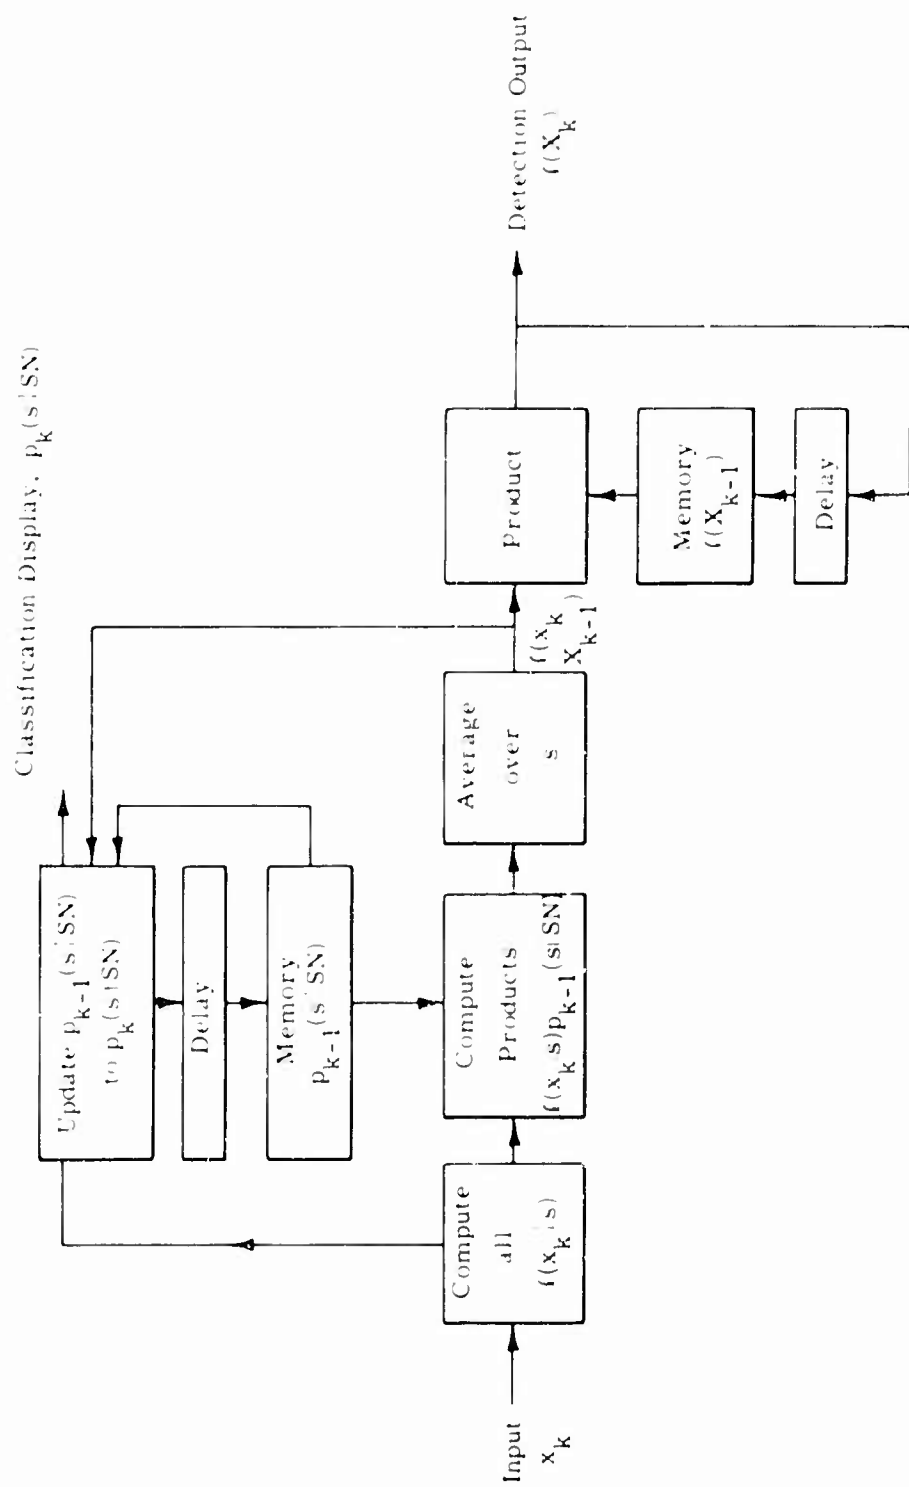 Classification Display, p_k(s|SN)
Update p_{k-1}(s|SN)
to p_k(s|SN)
Delay
Memory
p_{k-1}(s|SN)
Input
x_k
Compute
all
ℓ(x_k|s)
Compute
Products
ℓ(x_k|s)p_{k-1}(s|SN)
Average
over
s
ℓ(x_k|
X_{k-1})
Product
Detection Output
ℓ(X_k)
Memory
ℓ(X_{k-1})
Delay